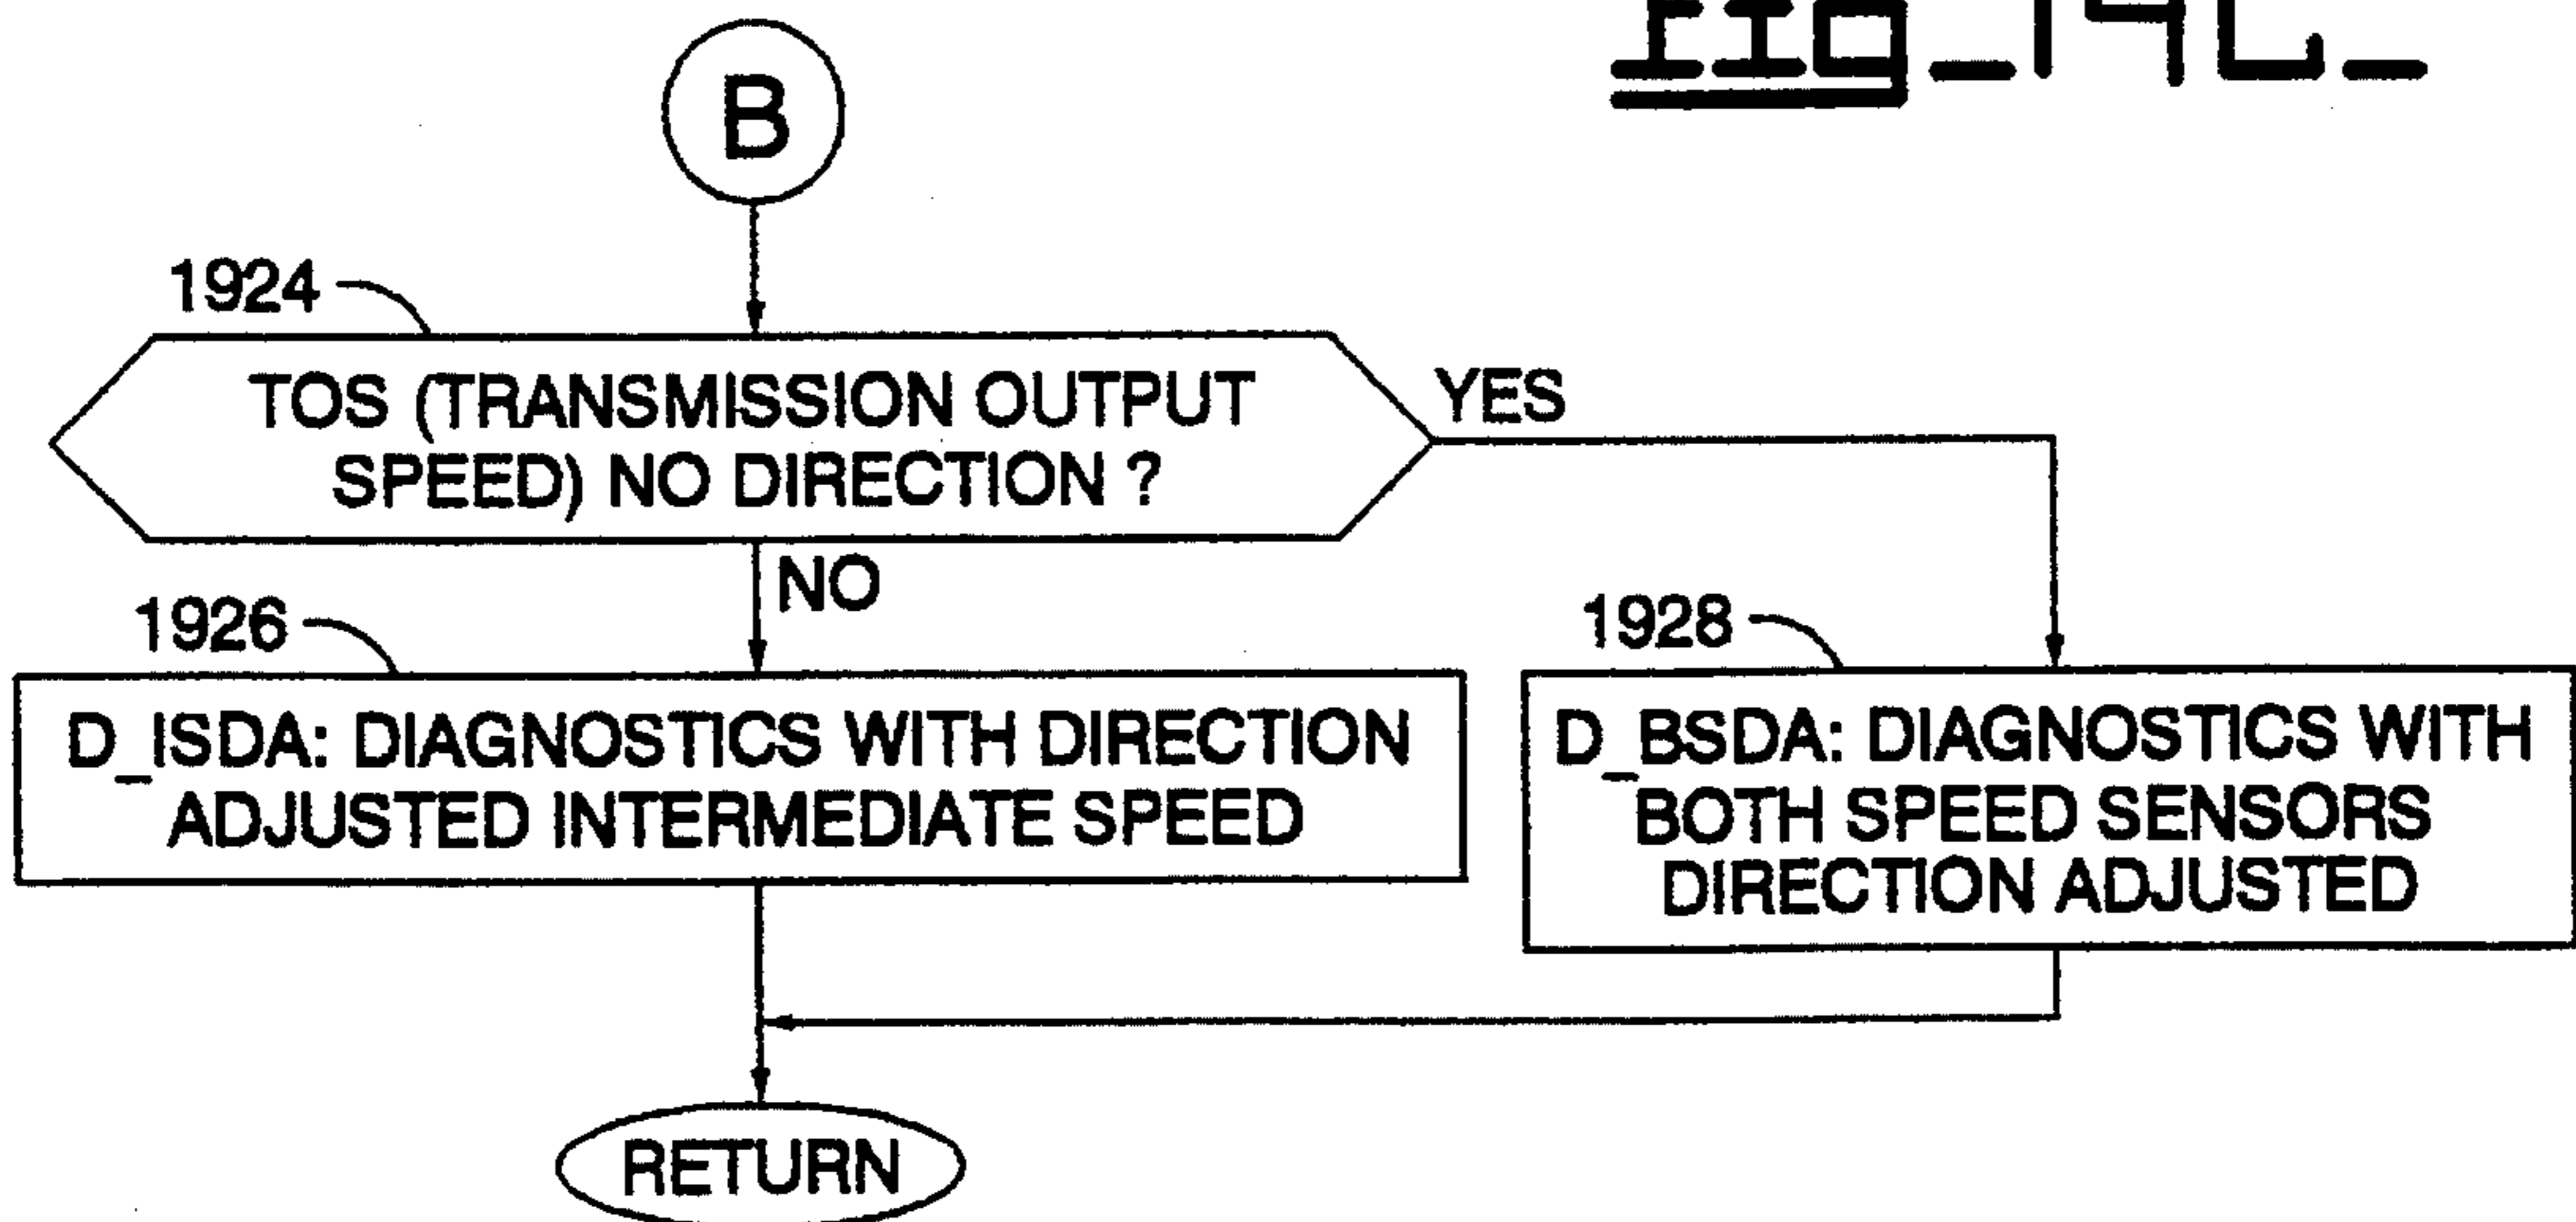 B
1924
TOS (TRANSMISSION OUTPUT
SPEED) NO DIRECTION ?
YES
NO
1926
D_ISDA: DIAGNOSTICS WITH DIRECTION
ADJUSTED INTERMEDIATE SPEED
1928
D_BSDA: DIAGNOSTICS WITH
BOTH SPEED SENSORS
DIRECTION ADJUSTED
RETURN